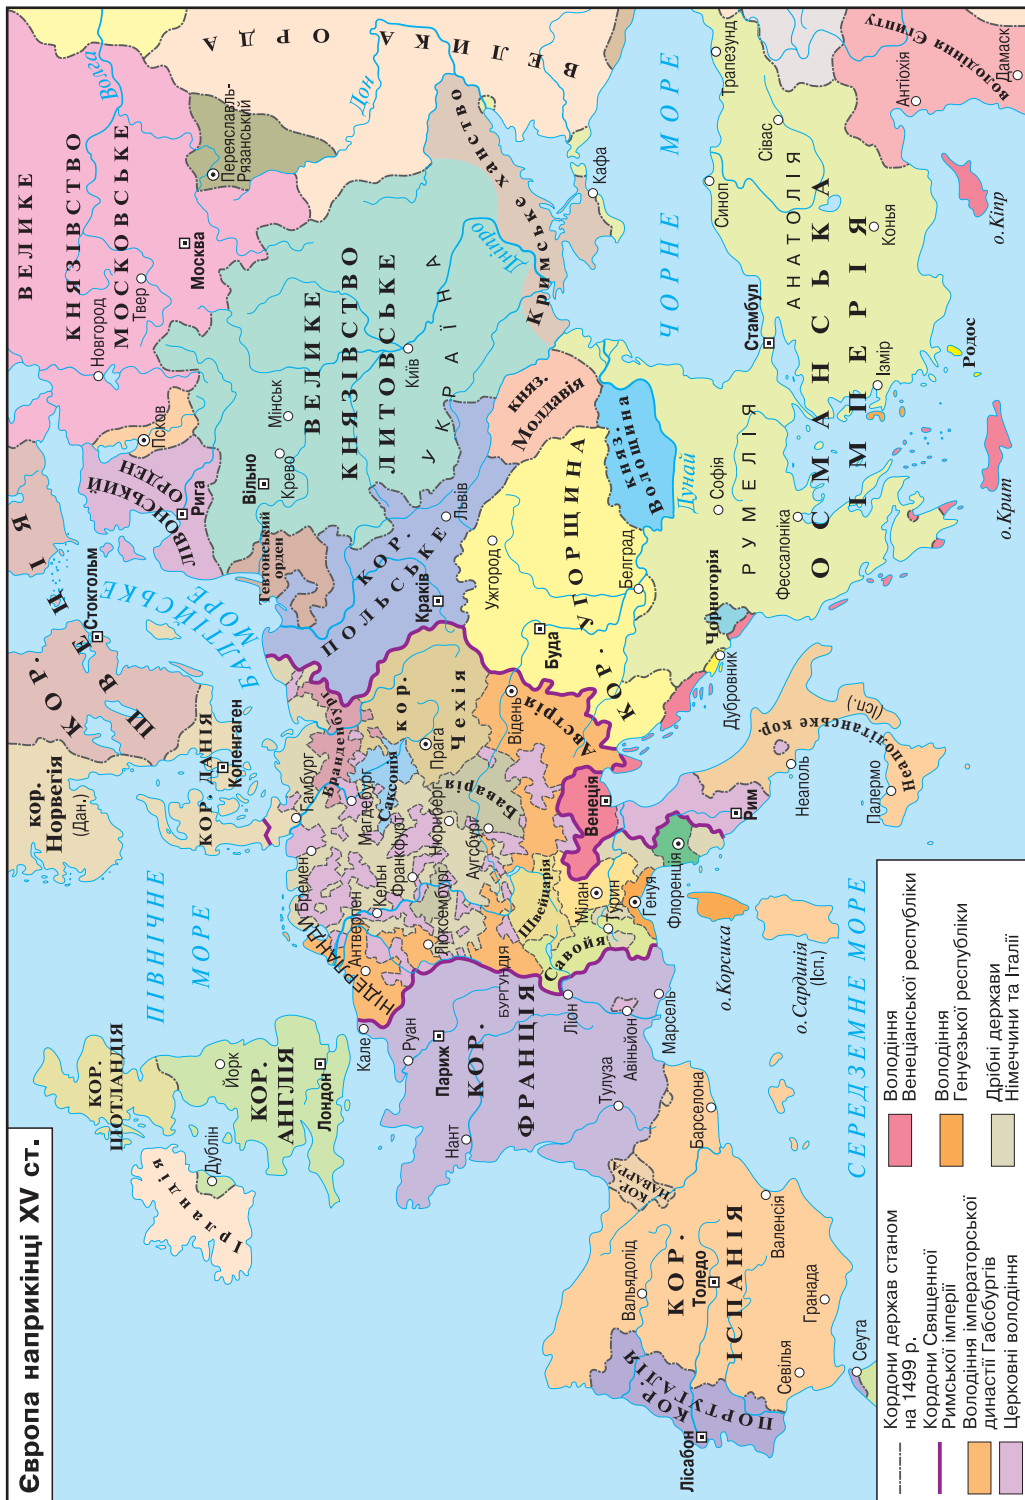 Європа наприкінці XV ст.
Ірландія
Дублін
КОР.
ШОТЛАНДІЯ
Йорк
КОР.
АНГЛІЯ
Лондон
ПІВНІЧНЕ
МОРЕ
кор.
Норвегія
(Дан.)
КОР. ДАНІЯ
Копенгаген
КОР.
ШВЕЦІЯ
Стокгольм
БАЛТІЙСЬКЕ
МОРЕ
ЛІВОНСЬКИЙ
ОРДЕН
Рига
Псков
Новгород
ВЕЛИКЕ
КНЯЗІВСТВО
МОСКОВСЬКЕ
Твер
Москва
Волга
Переяславль-
Рязанський
Дон
ВЕЛИКА ОРДА
Тевтонський
орден
Вільно
Крево
Мінськ
ВЕЛИКЕ
КНЯЗІВСТВО
ЛИТОВСЬКЕ
Київ
УКРАЇНА
Дніпро
Кримське ханство
Кафа
КОР.
ПОЛЬСЬКЕ
Краків
Львів
княз.
Молдавія
княз.
Волощина
Дунай
Ужгород
КОР. УГОРЩИНА
Буда
Белград
Гамбург
Бремен
Бранденбург
Магдебург
Саксонія
кор.
Чехія
Прага
НІДЕРЛАНДИ
Антверпен
Кельн
Франкфурт
Люксембург
Нюрнберг
Аугсбург
Баварія
Відень
Австрія
Кале
Руан
Париж
КОР.
ФРАНЦІЯ
Нант
БУРГУНДІЯ
Швейцарія
Савойя
Ліон
Авіньйон
Тулуза
Марсель
Мілан
Турин
Генуя
Венеція
Флоренція
Рим
Неаполь
Неаполітанське кор.
(Ісп.)
Палермо
о.Корсика
о.Сардинія
(Ісп.)
СЕРЕДЗЕМНЕ МОРЕ
КОР.
НАВАРРА
Барселона
Вальядолід
КОР.
ІСПАНІЯ
Толедо
Валенсія
Гранада
Севілья
Сеута
КОР.
ПОРТУГАЛІЯ
Лісабон
Дубровник
Чорногорія
Софія
РУМЕЛІЯ
Фессалоніка
ОСМАНСЬКА
ІМПЕРІЯ
Стамбул
АНАТОЛІЯ
Ізмір
Конья
Синоп
Сівас
Трапезунд
ЧОРНЕ МОРЕ
Родос
о.Крит
о.Кіпр
Антіохія
Дамаск
володіння Єгипту
Кордони держав станом
на 1499 р.
Кордони Священної
Римської імперії
Володіння імператорської
династії Габсбургів
Церковні володіння
Володіння
Венеціанської республіки
Володіння
Генуезької республіки
Дрібні держави
Німеччини та Італії